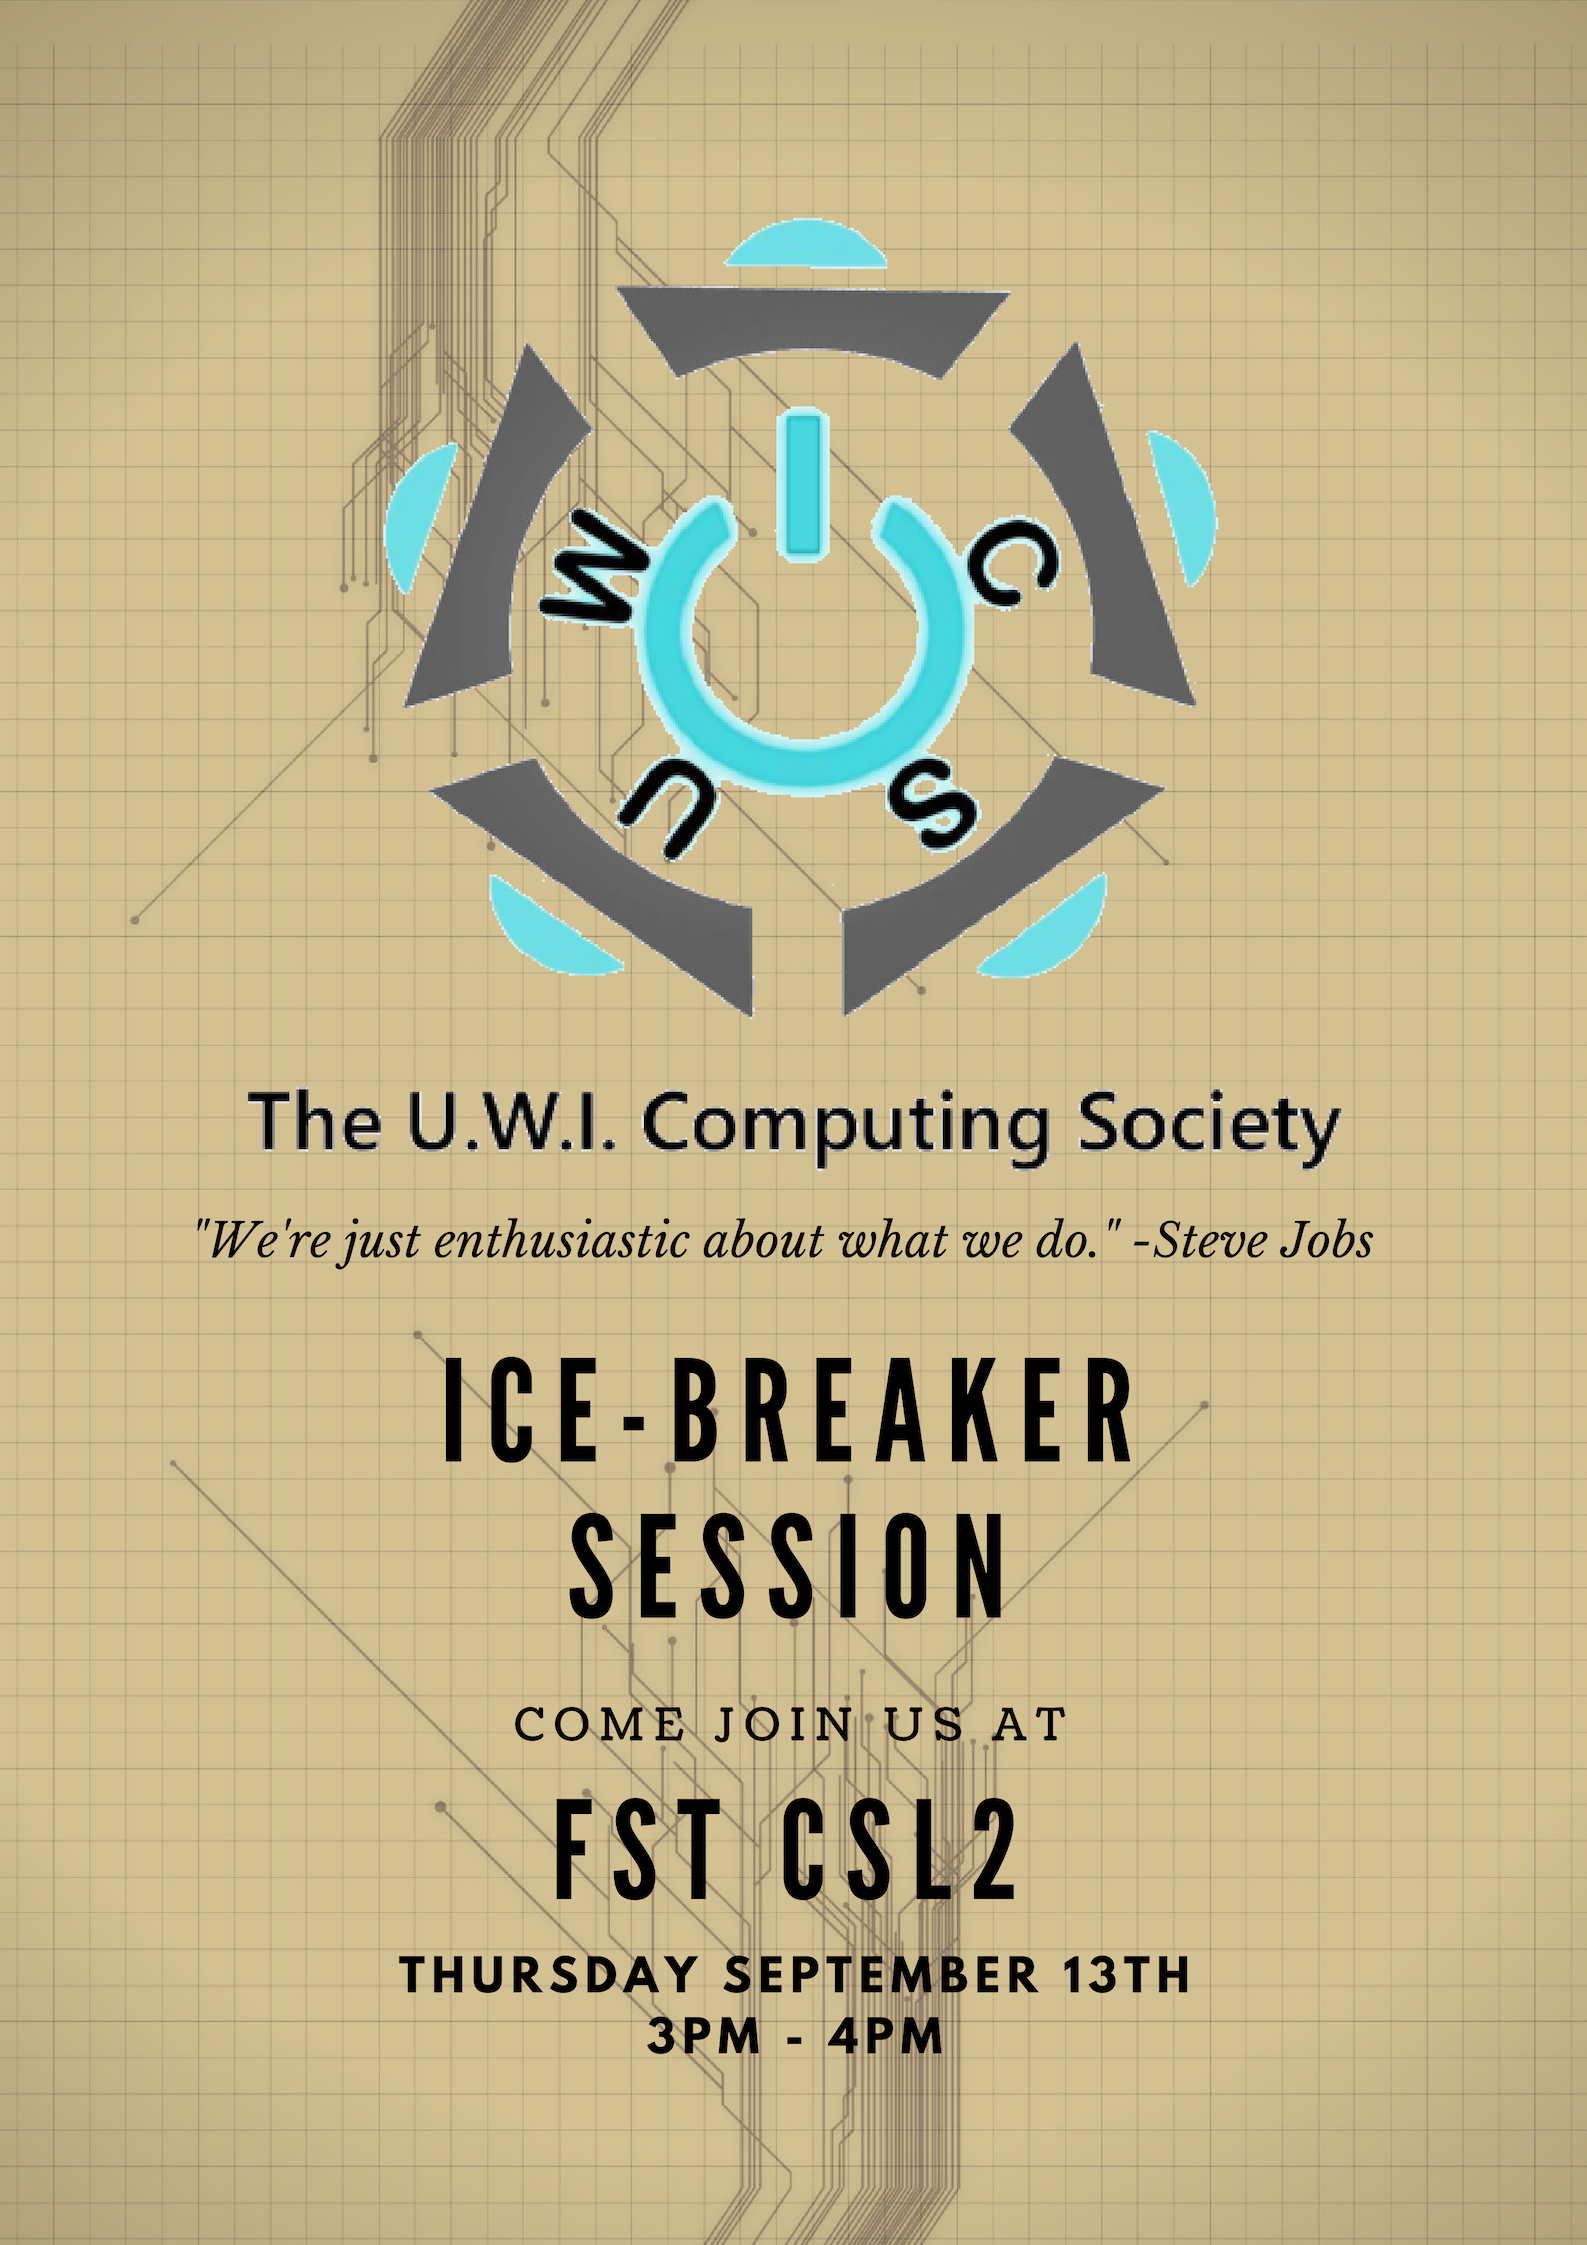 W C
U S
The U.W.I. Computing Society
"We're just enthusiastic about what we do." -Steve Jobs
ICE-BREAKER
SESSION
COME JOIN US AT
FST CSL2
THURSDAY SEPTEMBER 13TH
3PM - 4PM